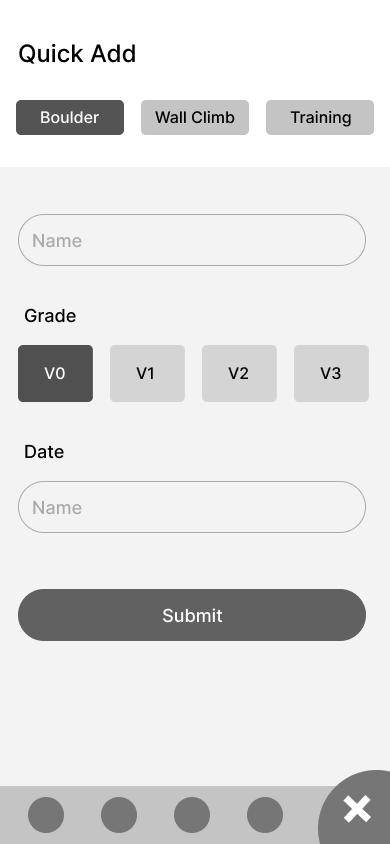 Quick Add
Boulder Wall Climb Training
Name
Grade
V0 V1 V2 V3
Date
Name
Submit